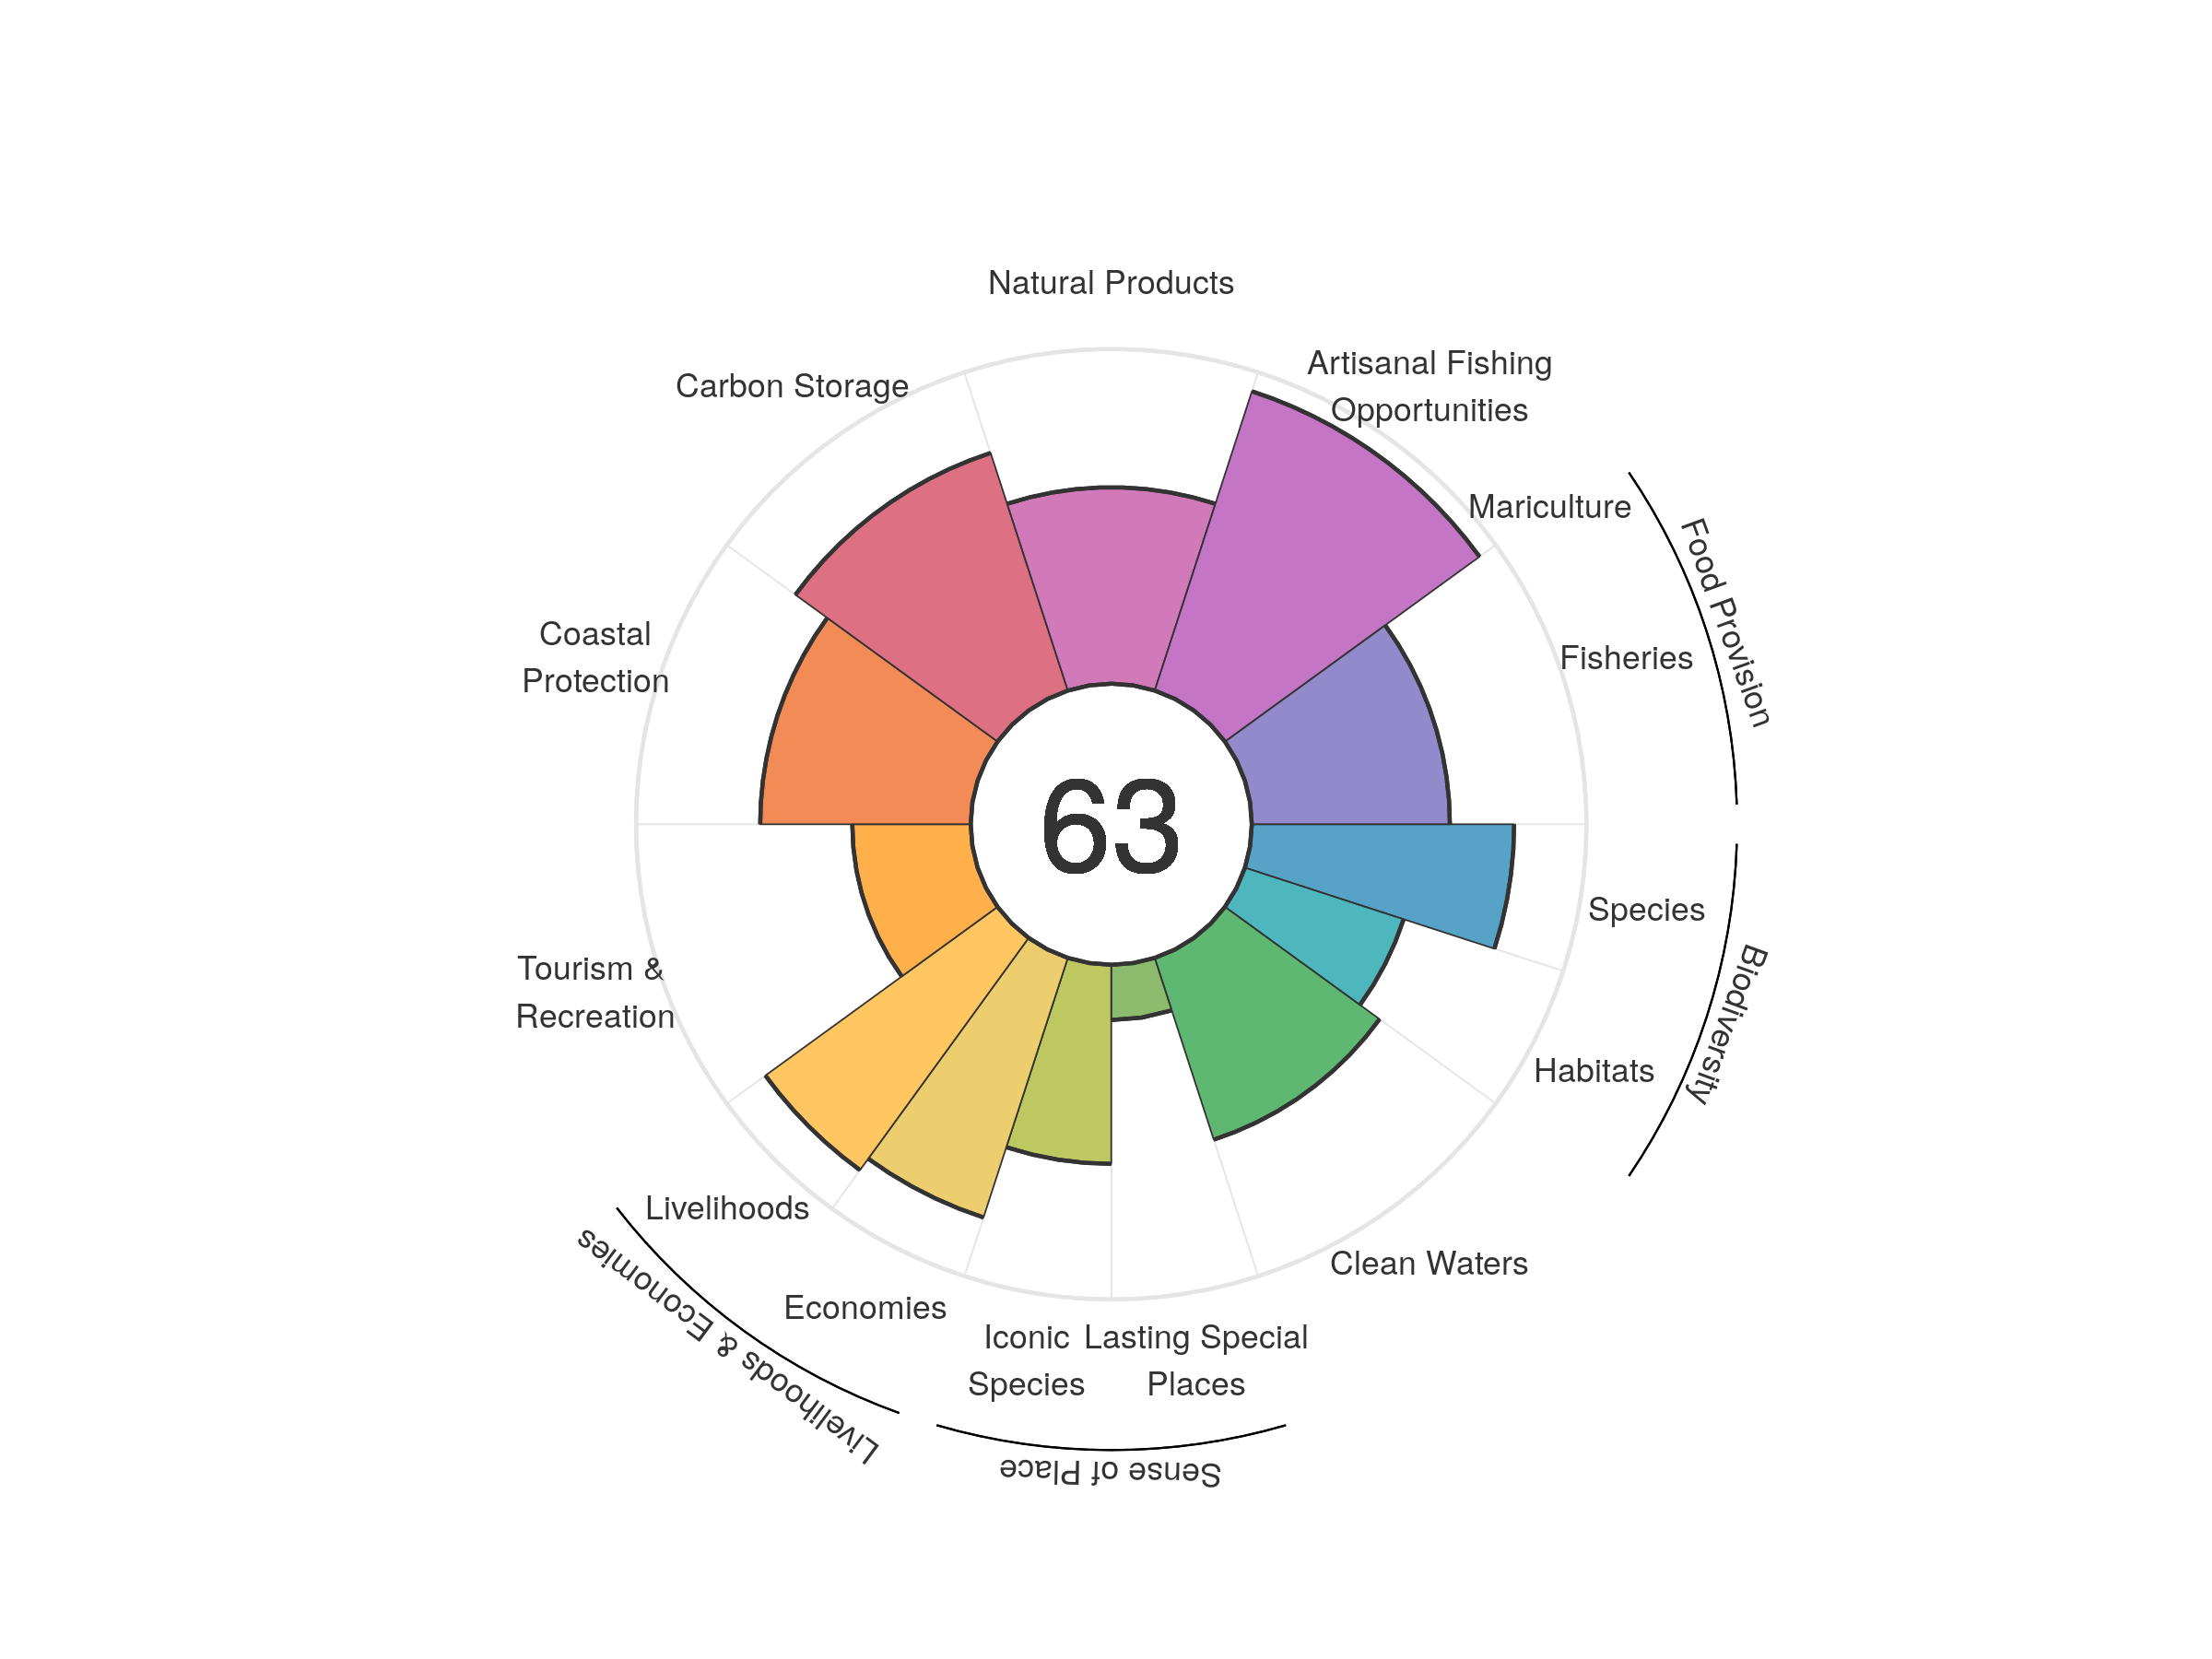 Natural Products
Artisanal Fishing
Opportunities
Carbon Storage
Mariculture
Food Provision
Coastal
Protection
Fisheries
63
Species
Biodiversity
Tourism &
Recreation
Habitats
Livelihoods
Clean Waters
Livelihoods & Economies
Economies
Iconic
Species
Lasting Special
Places
Sense of Place